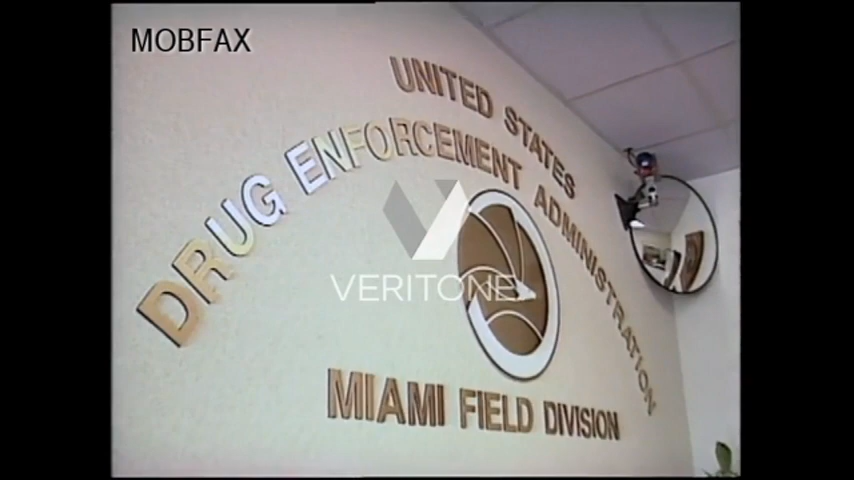 MOBFAX
UNITED STATES
DRUG ENFORCEMENT ADMINISTRATION
VERITONE
MIAMI FIELD DIVISION